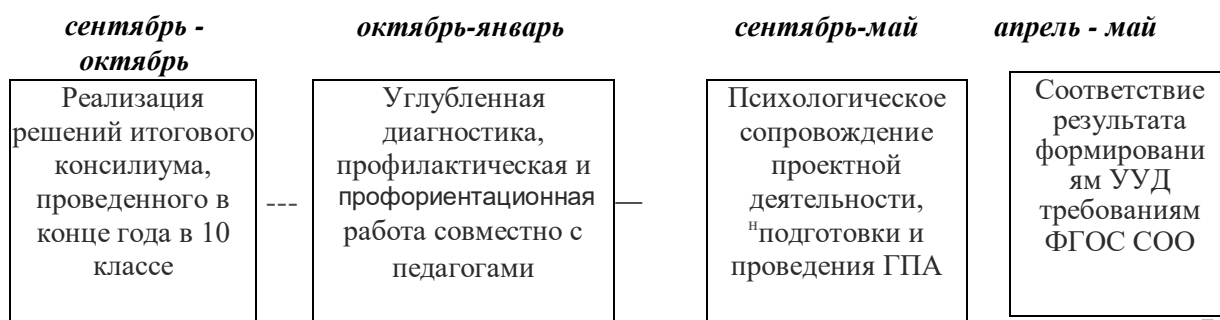 сентябрь -
октябрь
октябрь-январь
сентябрь-май
апрель - май
Реализация
решений итогового
консилиума,
проведенного в
конце года в 10
классе
---
Углубленная
диагностика,
профилактическая и
профориентационная
работа совместно с
педагогами
—
Психологическое
сопровождение
проектной
деятельности,
нподготовки и
проведения ГПА
Соответствие
результата
формировани
ям УУД
требованиям
ФГОС СОО